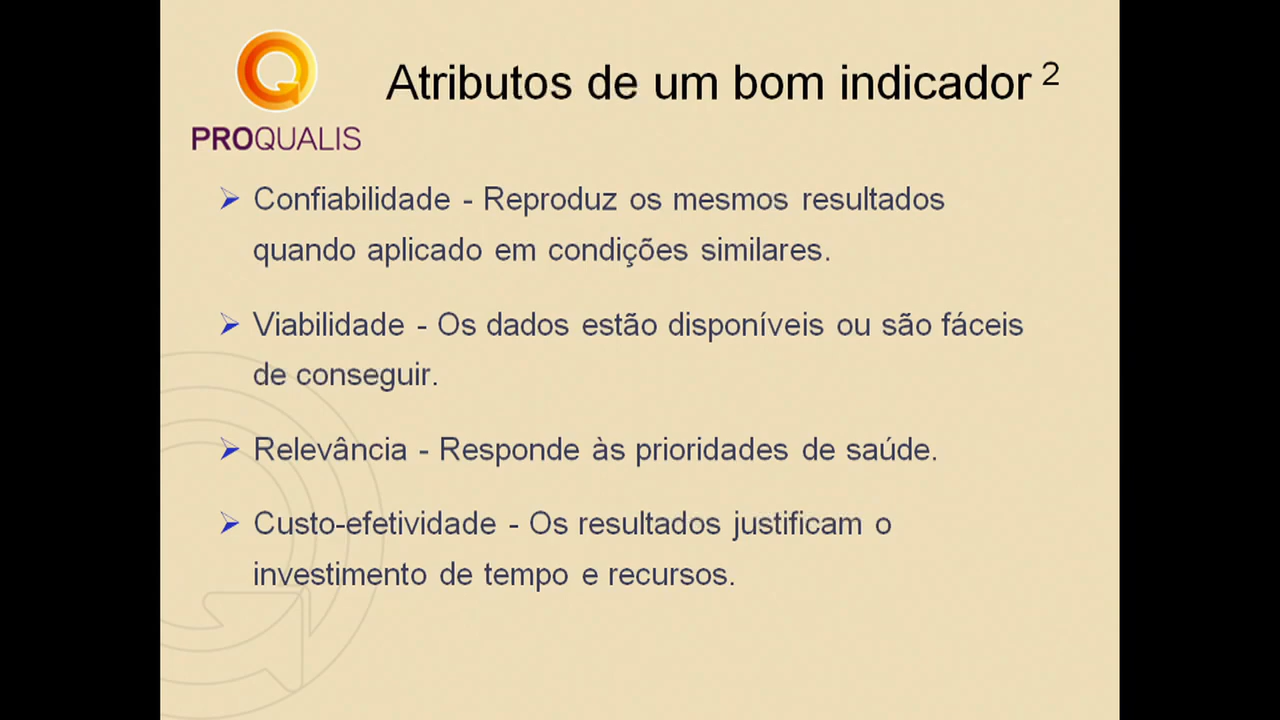 Atributos de um bom indicador 2
PROQUALIS
➢ Confiabilidade - Reproduz os mesmos resultados
quando aplicado em condições similares.
➢ Viabilidade - Os dados estão disponíveis ou são fáceis
de conseguir.
➢ Relevância - Responde às prioridades de saúde.
➢ Custo-efetividade - Os resultados justificam o
investimento de tempo e recursos.